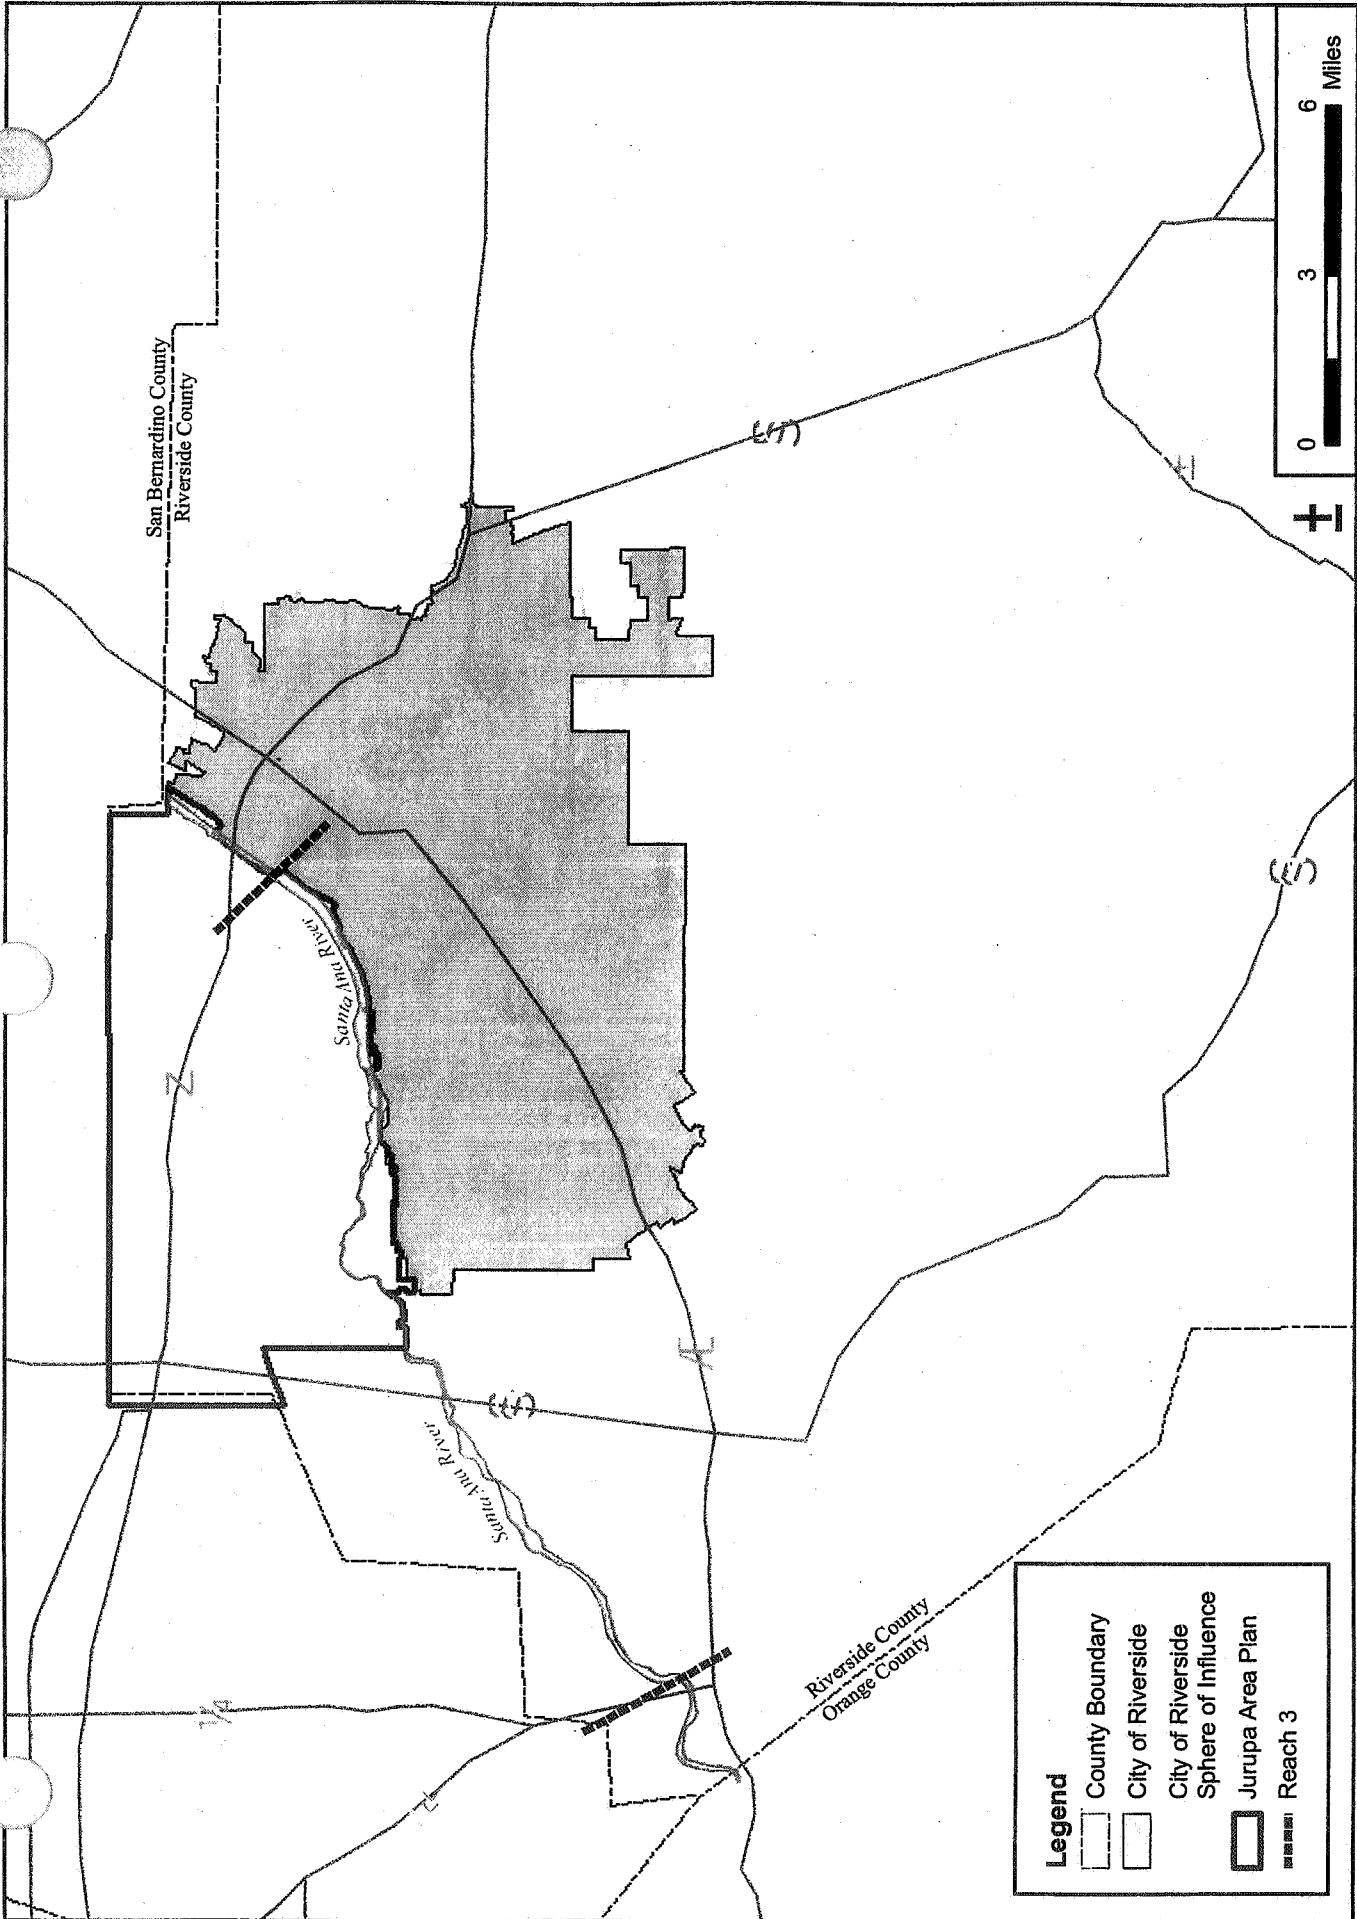 San Bernardino County
Riverside County
Santa Ana River
Santa Ana River
Riverside County
Orange County
Legend
County Boundary
City of Riverside
City of Riverside
Sphere of Influence
Jurupa Area Plan
Reach 3
0 3 6
Miles